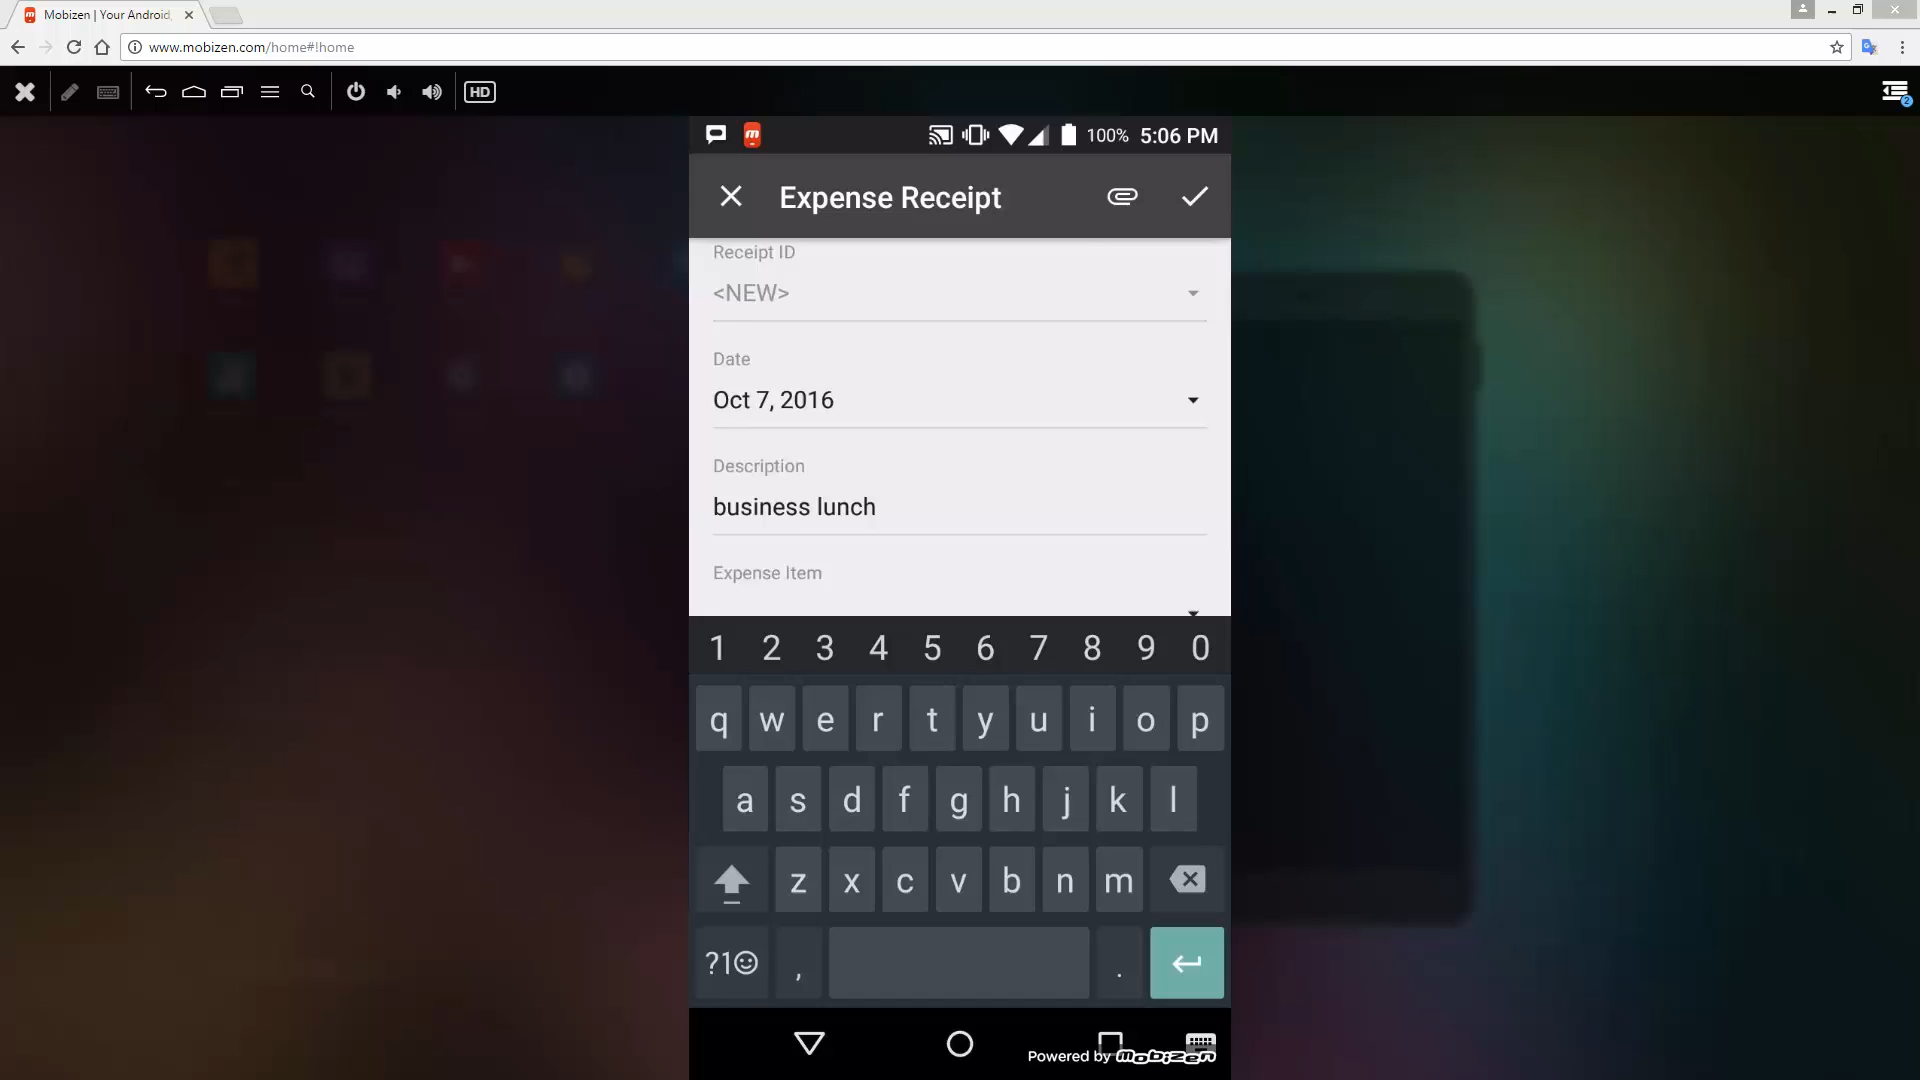 Mobizen | Your Android,
www.mobizen.com/home#!home
HD
2
100% 5:06 PM
Expense Receipt
Receipt ID
<NEW>
Date
Oct 7, 2016
Description
business lunch
Expense Item
1 2 3 4 5 6 7 8 9 0
q w e r t y u i o p
a s d f g h j k l
z x c v b n m
?1☺ , .
Powered by mobizen